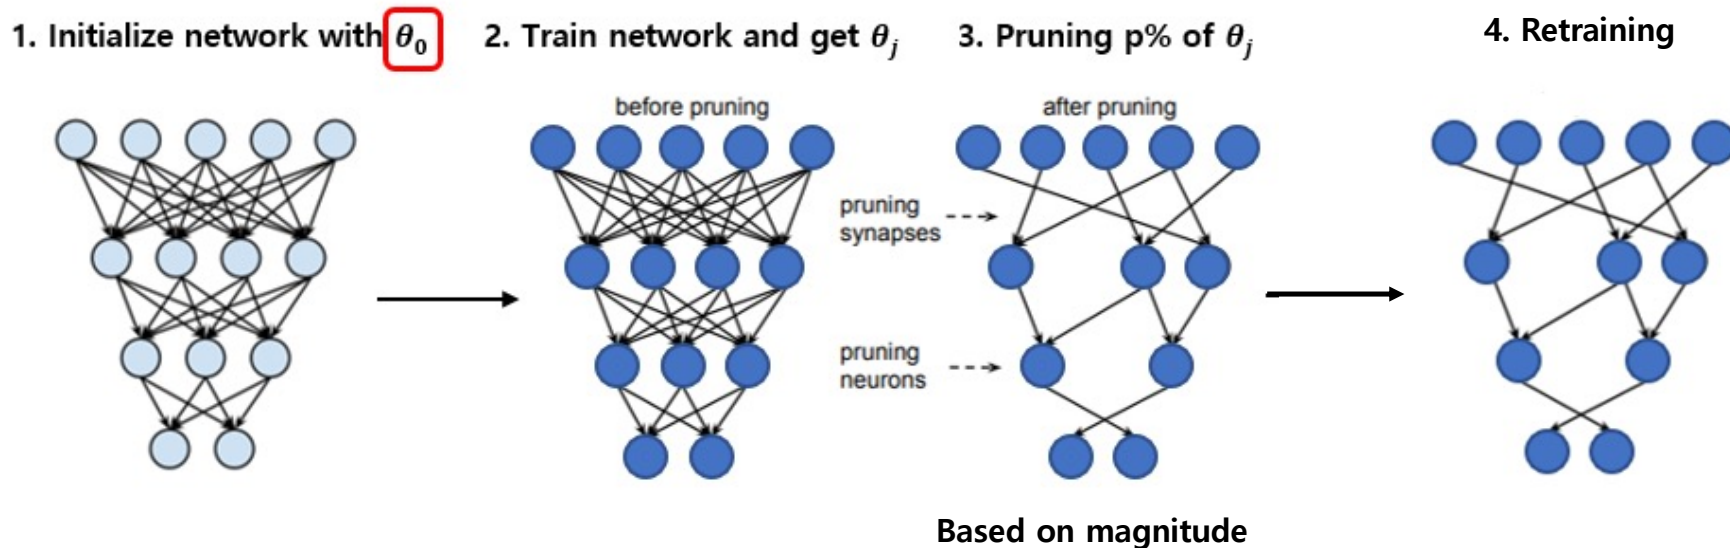 1. Initialize network with θ₀
2. Train network and get θⱼ
3. Pruning p% of θⱼ
4. Retraining
before pruning
after pruning
pruning
synapses
pruning
neurons
Based on magnitude